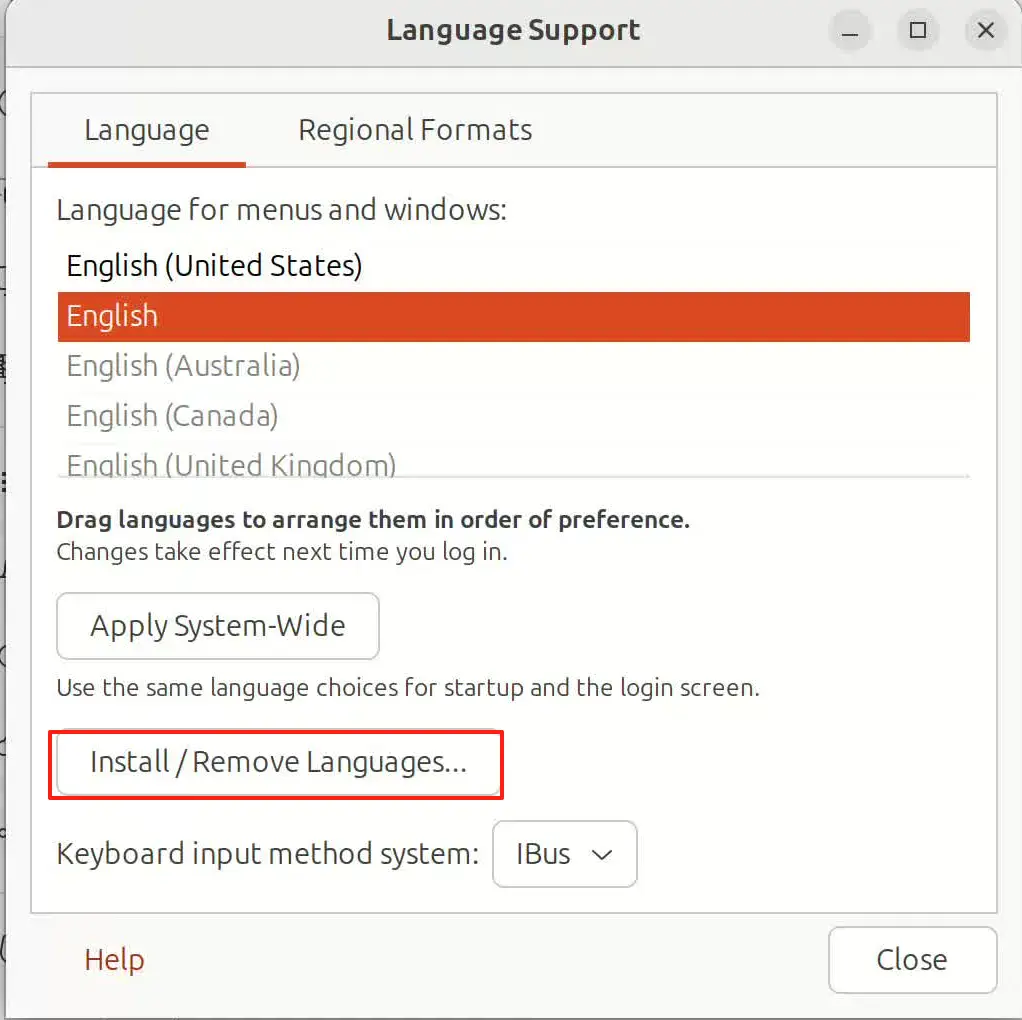 Language Support
Language
Regional Formats
Language for menus and windows:
English (United States)
English
English (Australia)
English (Canada)
English (United Kingdom)
Drag languages to arrange them in order of preference.
Changes take effect next time you log in.
Apply System-Wide
Use the same language choices for startup and the login screen.
Install / Remove Languages...
Keyboard input method system: IBus
Help
Close